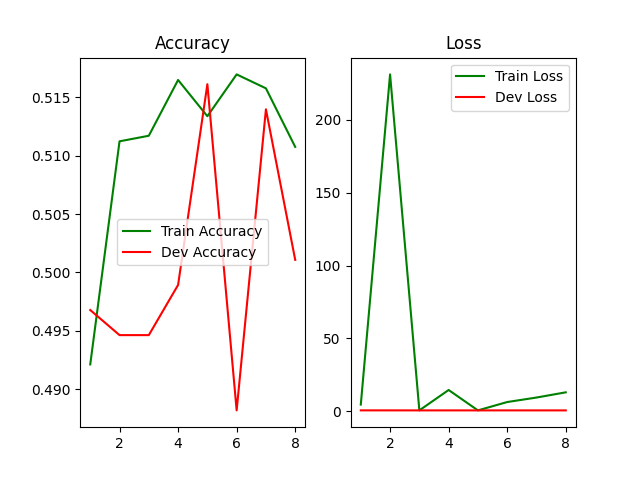 Accuracy
0.515
0.510
0.505
0.500
0.495
0.490
Train Accuracy
Dev Accuracy
2 4 6 8
Loss
200
150
100
50
0
Train Loss
Dev Loss
2 4 6 8